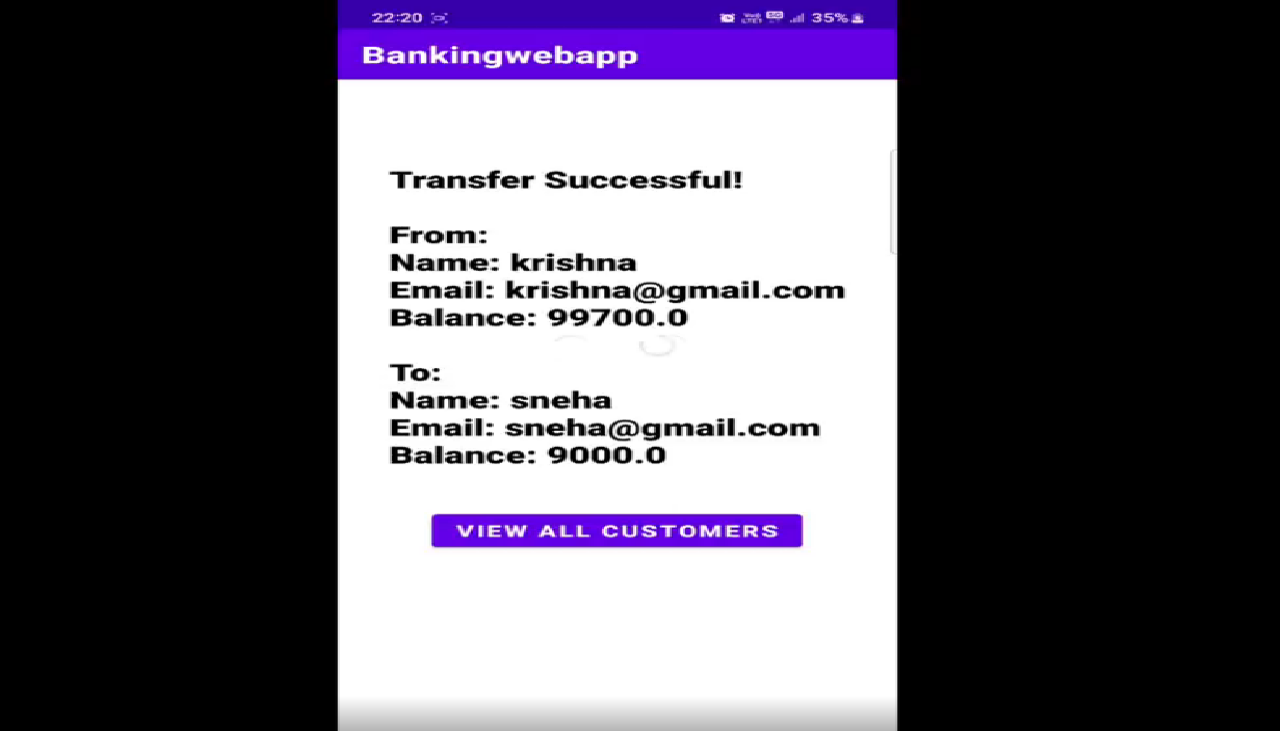 22:20 35%
Bankingwebapp
Transfer Successful!
From:
Name: krishna
Email: krishna@gmail.com
Balance: 99700.0
To:
Name: sneha
Email: sneha@gmail.com
Balance: 9000.0
VIEW ALL CUSTOMERS